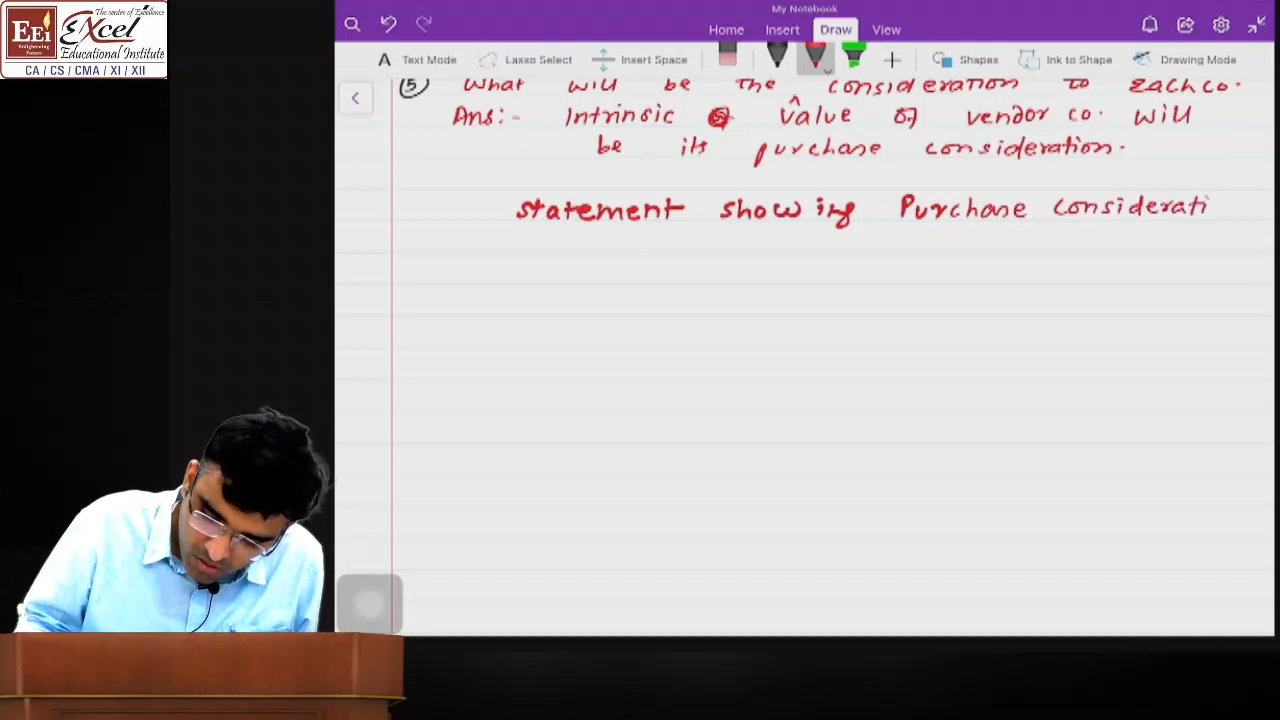 The centre of Excellence
EEi
Enlightening
Future
EXcel
Educational Institute
CA / CS / CMA / XI / XII
My Notebook
Home Insert Draw View
A Text Mode Lasso Select Insert Space Shapes Ink to Shape Drawing Mode
(5) What will be the consideration to Each co.
Ans:- Intrinsic value of vendor co. will
be its purchase consideration.
Statement showing Purchase Considerati